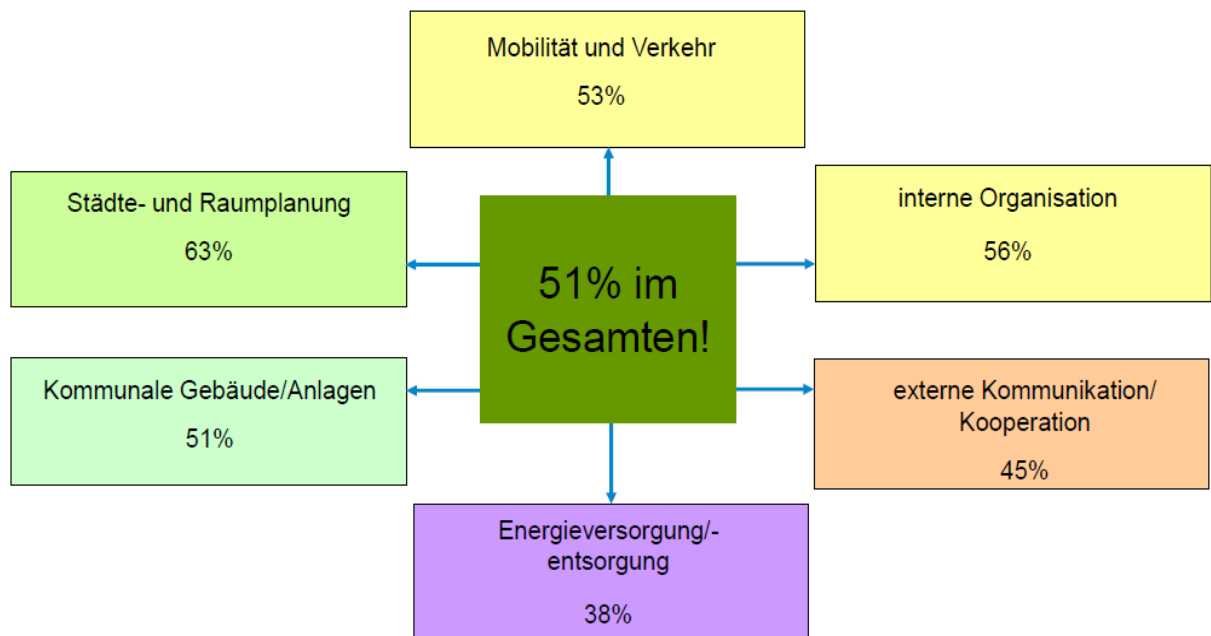 Mobilität und Verkehr
53%
Städte- und Raumplanung
63%
interne Organisation
56%
51% im
Gesamten!
Kommunale Gebäude/Anlagen
51%
externe Kommunikation/
Kooperation
45%
Energieversorgung/-
entsorgung
38%